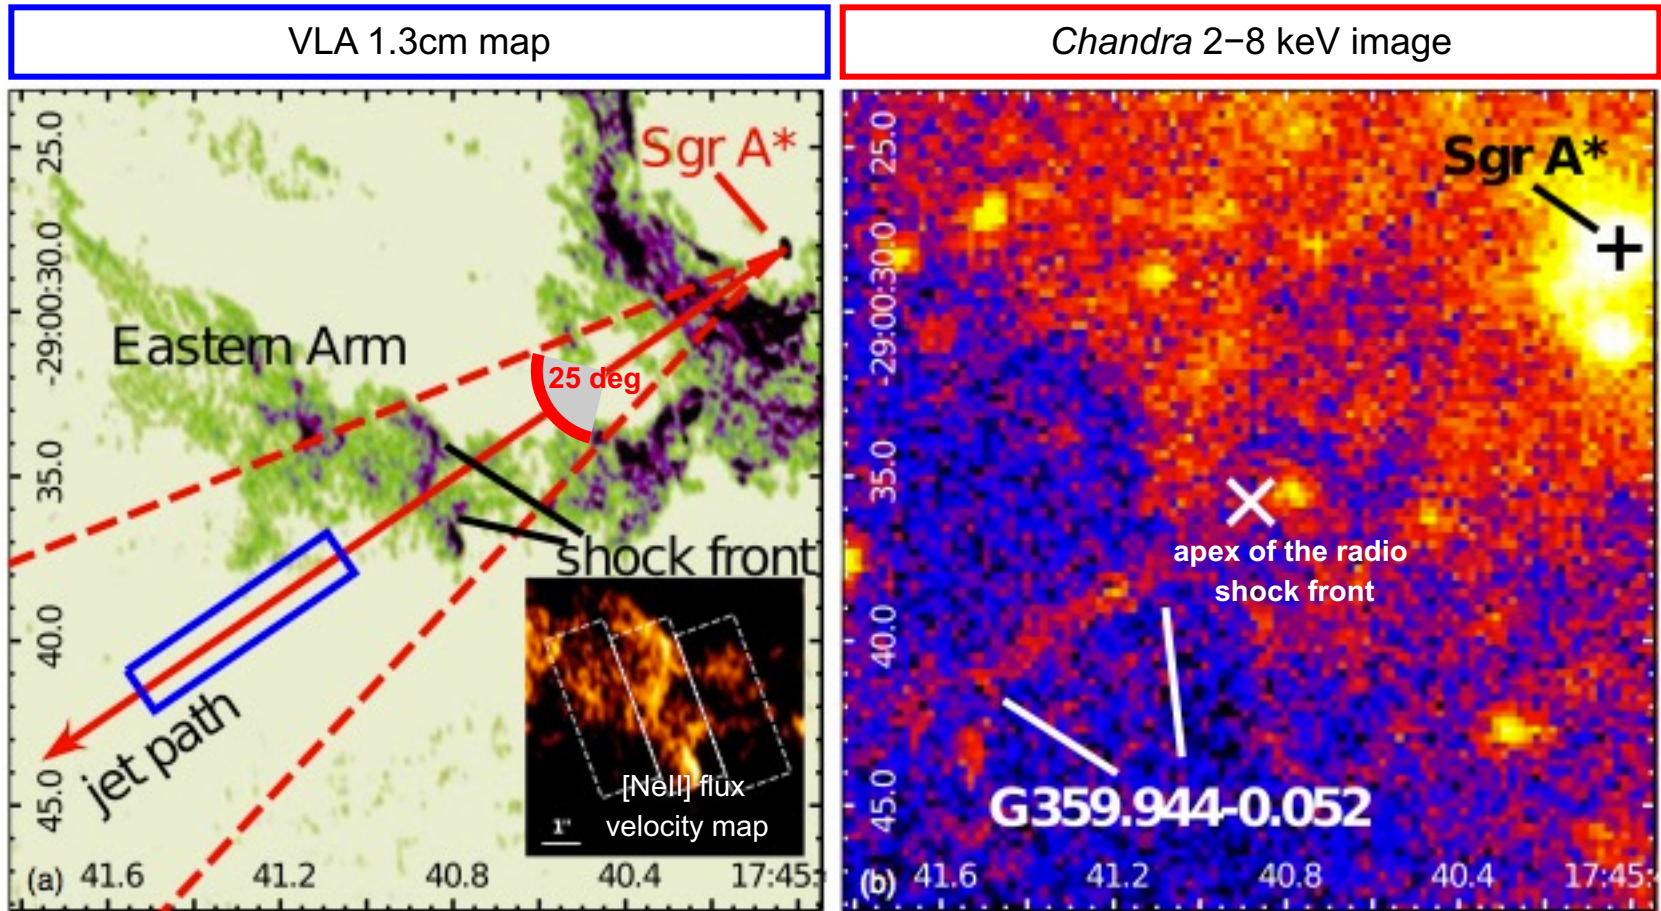 VLA 1.3cm map
Chandra 2−8 keV image
25.0
-29:00:30.0
35.0
40.0
45.0
Sgr A*
Eastern Arm
25 deg
shock front
jet path
[NeII] flux
velocity map
1"
(a) 41.6 41.2 40.8 40.4 17:45:
25.0
-29:00:30.0
35.0
40.0
45.0
Sgr A*
apex of the radio
shock front
G359.944-0.052
(b) 41.6 41.2 40.8 40.4 17:45: